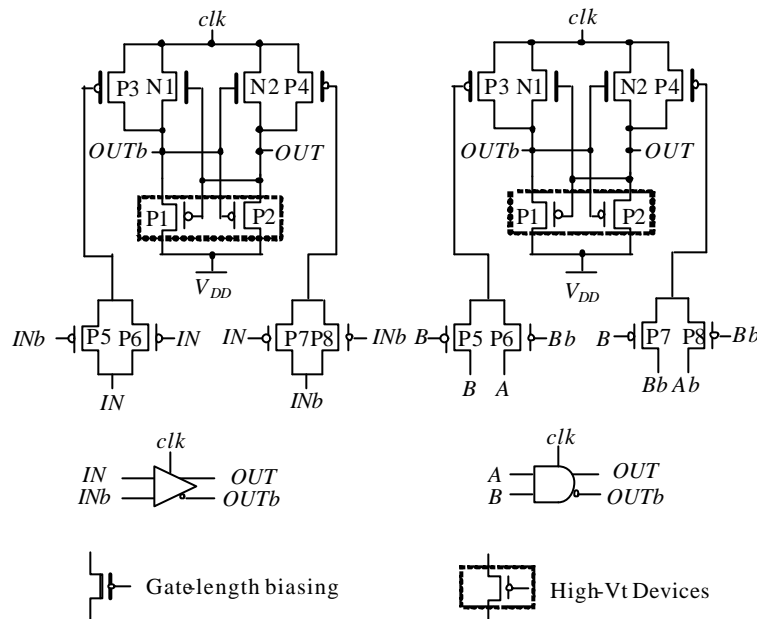 clk clk
P3 N1 N2 P4 P3 N1 N2 P4
OUTb OUT OUTb OUT
P1 P2 P1 P2
VDD VDD
INb P5 P6 IN IN P7 P8 INb B P5 P6 Bb B P7 P8 Bb
IN INb B A Bb Ab
clk clk
IN OUT A OUT
INb OUTb B OUTb
Gate-length biasing High-Vt Devices